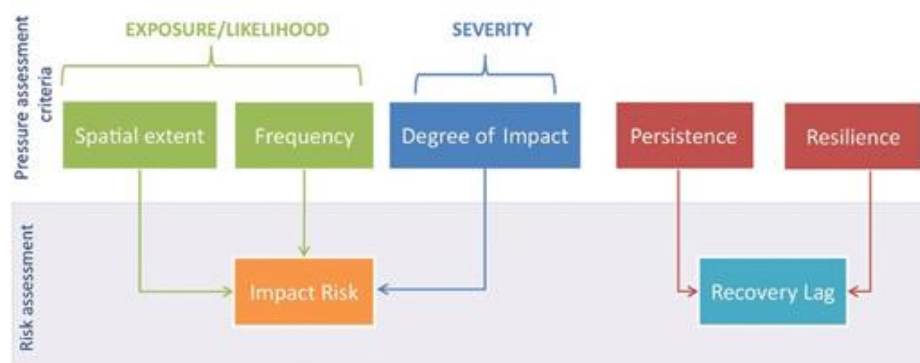 EXPOSURE/LIKELIHOOD
SEVERITY
Pressure assessment
criteria
Spatial extent
Frequency
Degree of Impact
Persistence
Resilience
Risk assessment
Impact Risk
Recovery Lag